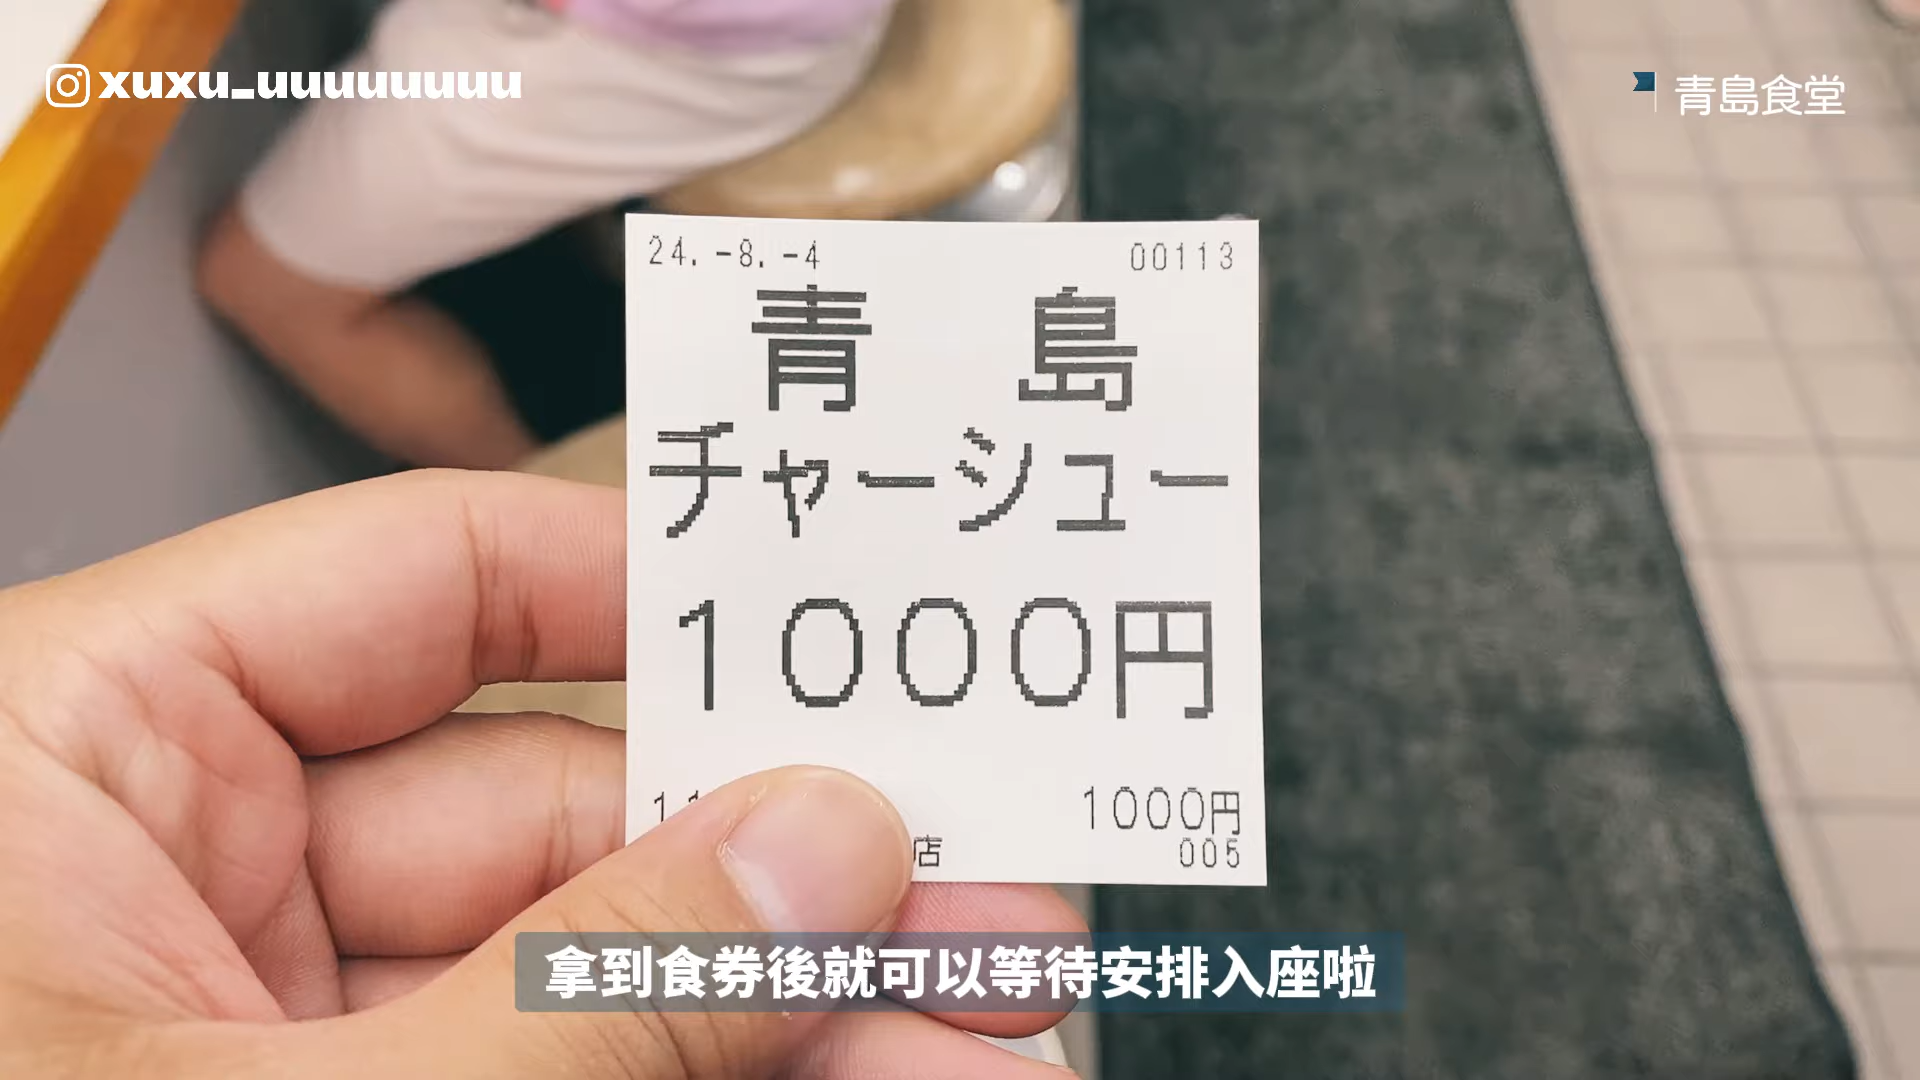 xuxu_uuuuuuuuu
青島食堂
24.-8.-4 00113
青島
チャーシュー
1000円
1000円
店 005
拿到食券後就可以等待安排入座啦